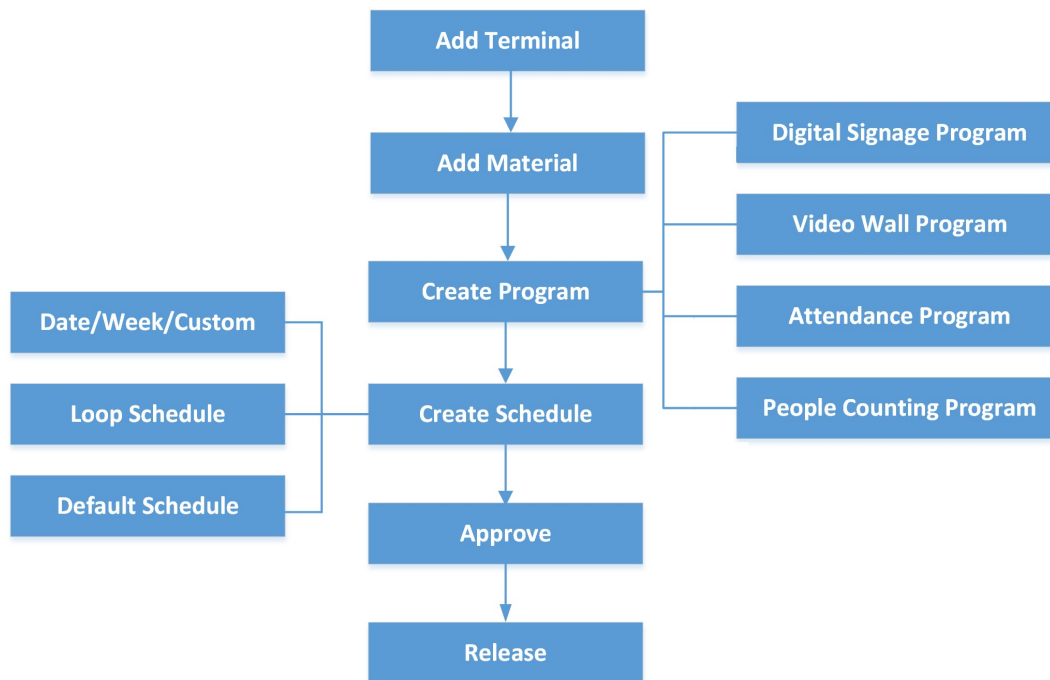 Add Terminal
Add Material
Create Program
Digital Signage Program
Video Wall Program
Attendance Program
People Counting Program
Create Schedule
Date/Week/Custom
Loop Schedule
Default Schedule
Approve
Release